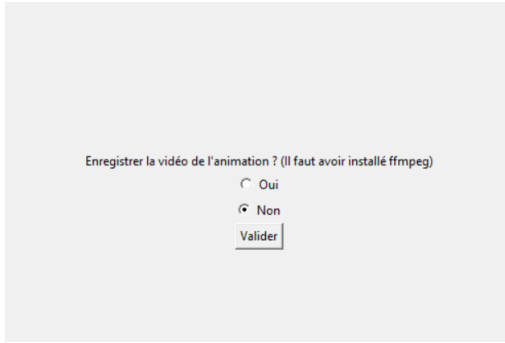 Enregistrer la vidéo de l'animation ? (Il faut avoir installé ffmpeg)
Oui
Non
Valider